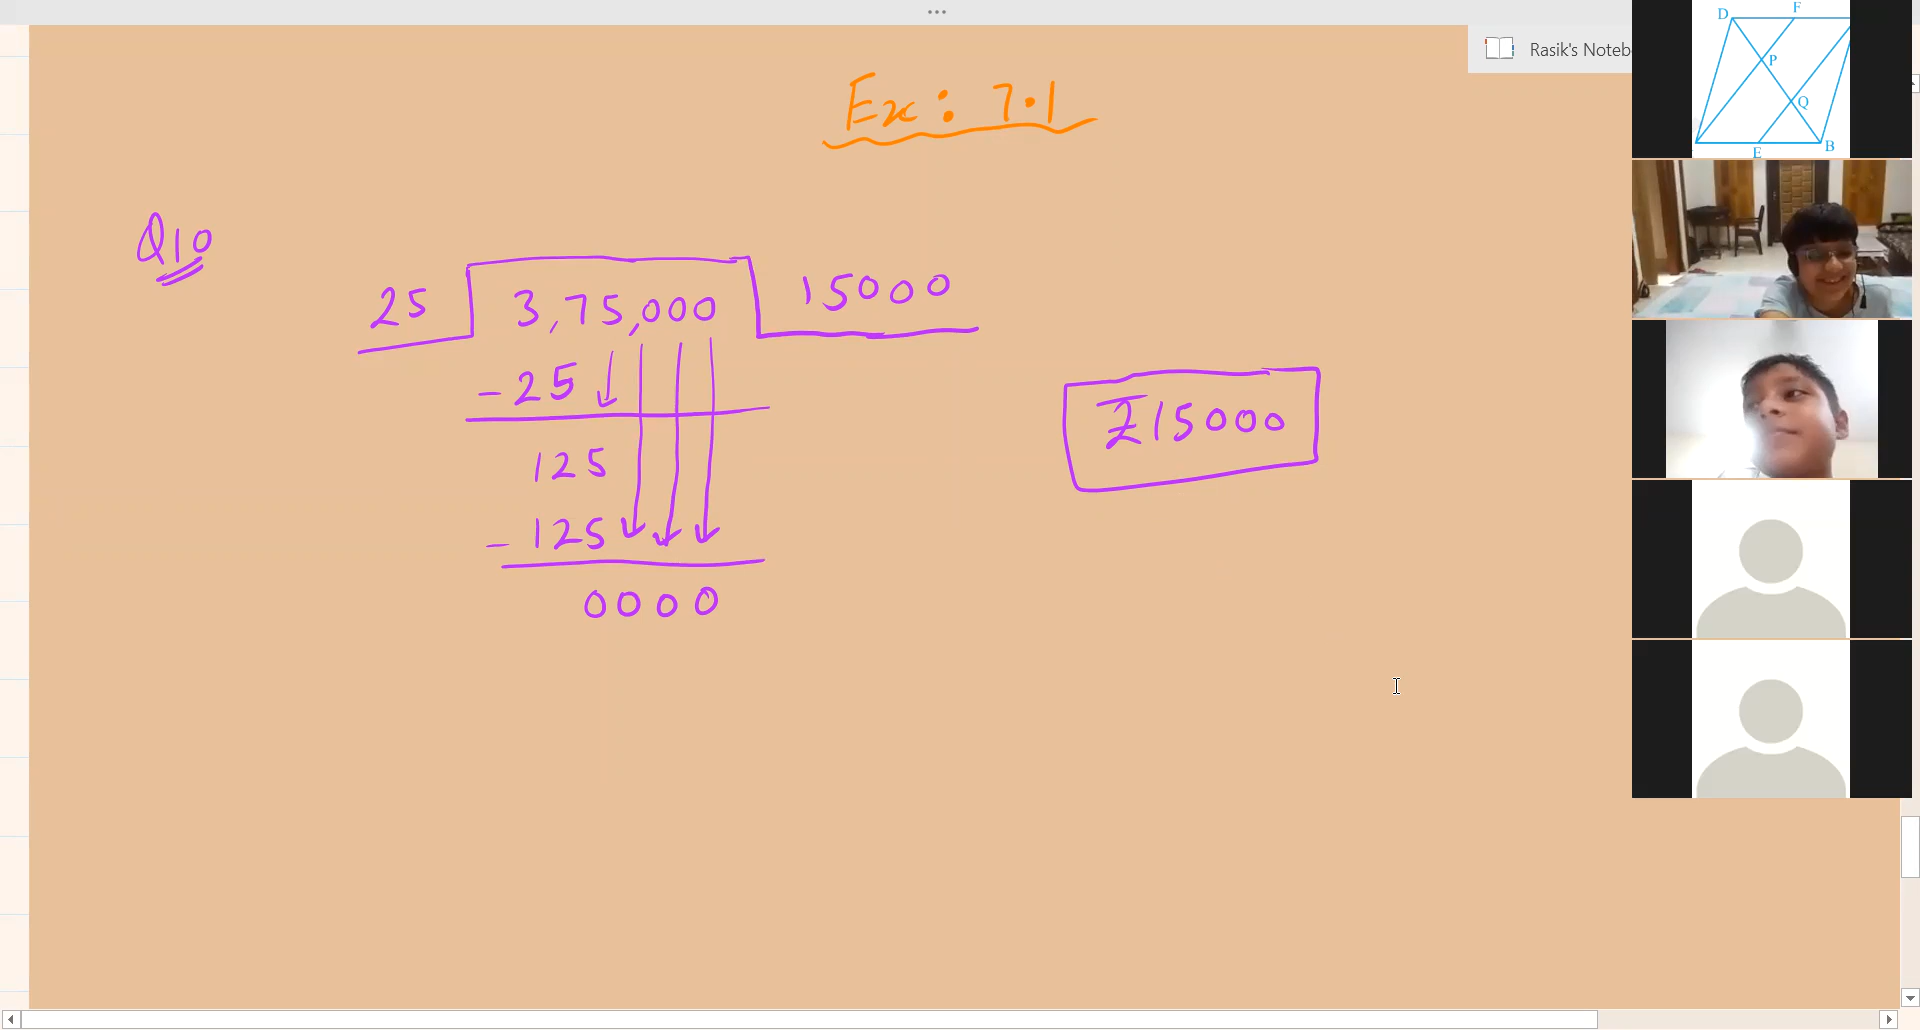 Rasik's Noteb
Ex: 7.1
Q10
25 3,75,000 15000
-25
125
-125
0000
₹15000
D F
P
Q
E B